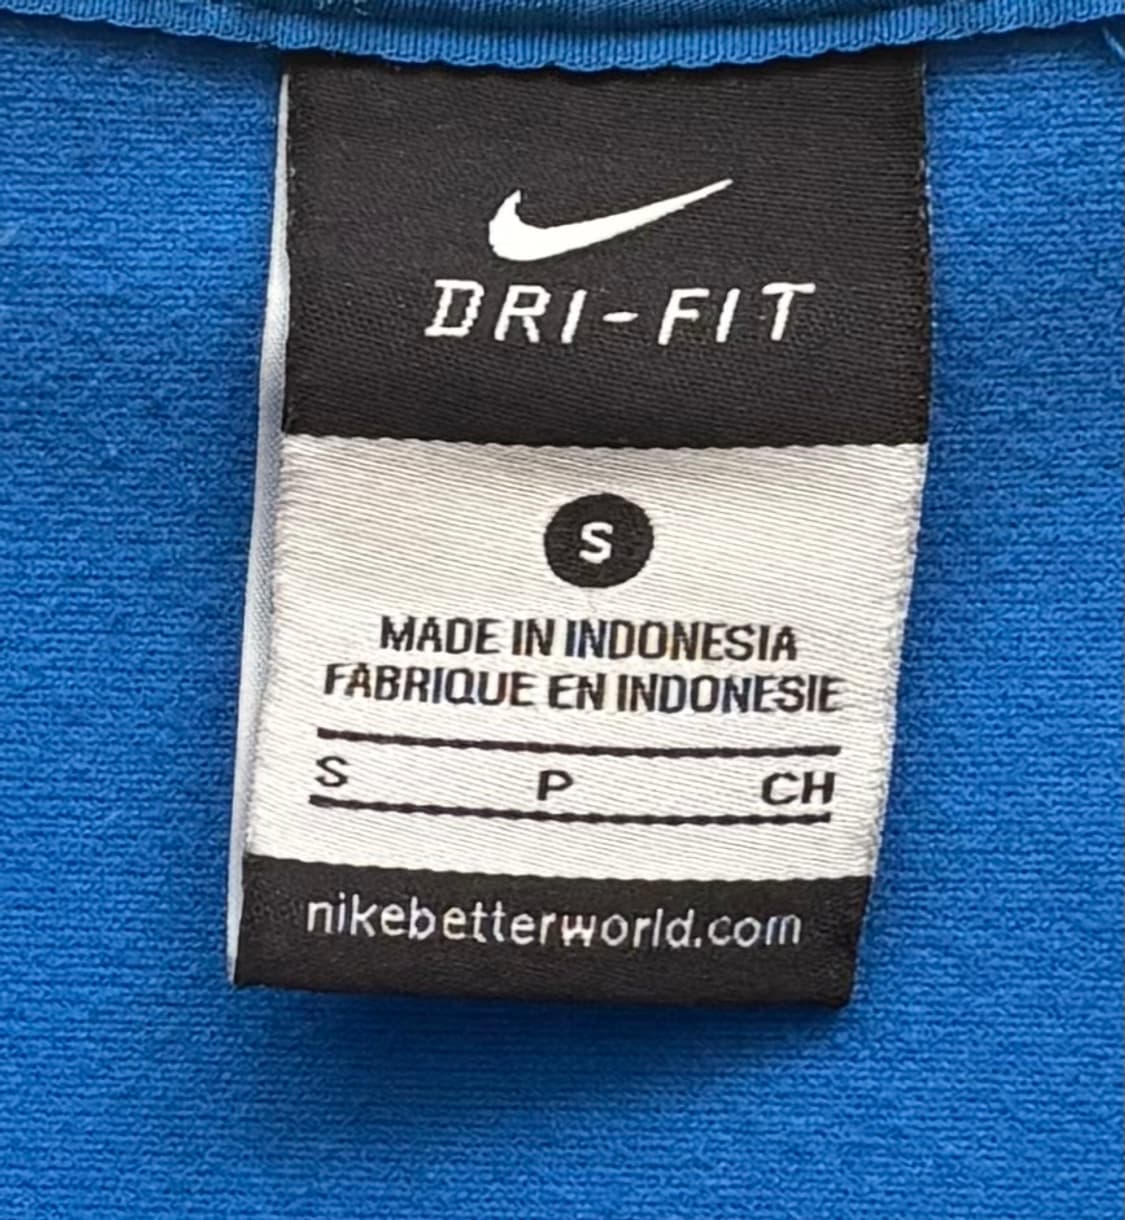 DRI-FIT
S
MADE IN INDONESIA
FABRIQUE EN INDONESIE
S P CH
nikebetterworld.com